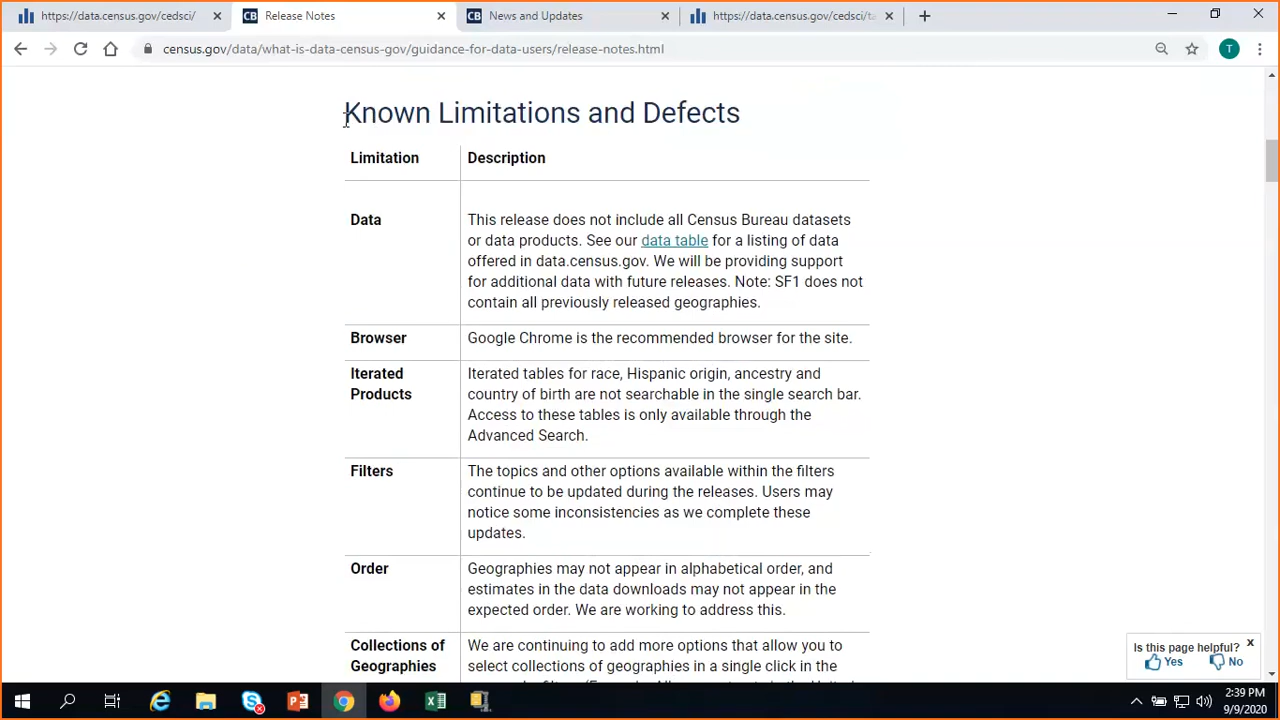 https://data.census.gov/cedsci/
Release Notes
News and Updates
https://data.census.gov/cedsci/ta
census.gov/data/what-is-data-census-gov/guidance-for-data-users/release-notes.html
T
Known Limitations and Defects
Limitation Description
Data
This release does not include all Census Bureau datasets
or data products. See our data table for a listing of data
offered in data.census.gov. We will be providing support
for additional data with future releases. Note: SF1 does not
contain all previously released geographies.
Browser
Google Chrome is the recommended browser for the site.
Iterated
Products
Iterated tables for race, Hispanic origin, ancestry and
country of birth are not searchable in the single search bar.
Access to these tables is only available through the
Advanced Search.
Filters
The topics and other options available within the filters
continue to be updated during the releases. Users may
notice some inconsistencies as we complete these
updates.
Order
Geographies may not appear in alphabetical order, and
estimates in the data downloads may not appear in the
expected order. We are working to address this.
Collections of
Geographies
We are continuing to add more options that allow you to
select collections of geographies in a single click in the
Is this page helpful? x
Yes No
2:39 PM
9/9/2020